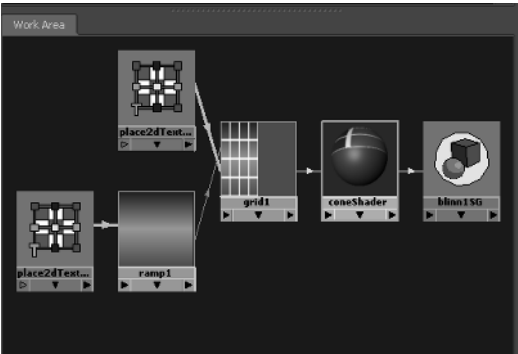 Work Area
place2dText...
grid1
coneShader
blinn1SG
place2dText...
ramp1